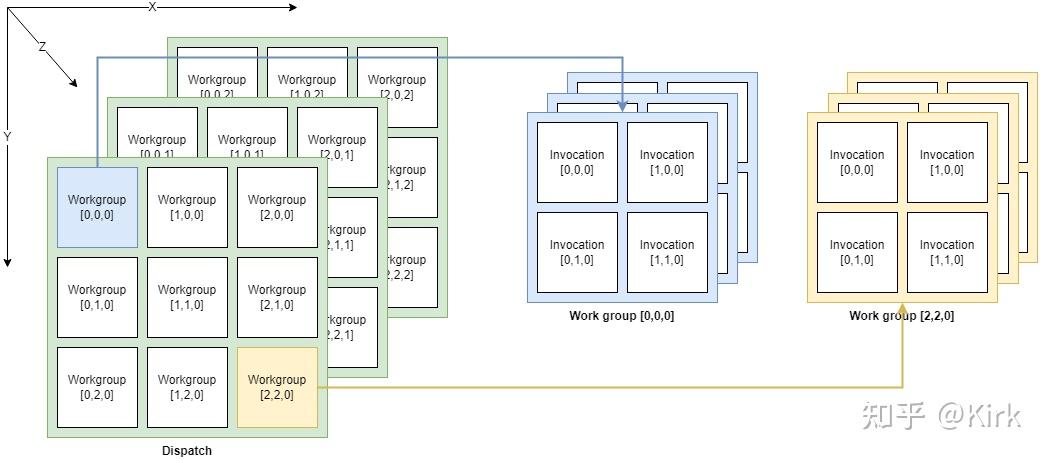 X
Z
Y
Workgroup
[0,0,2]
Workgroup
[1,0,2]
Workgroup
[2,0,2]
Workgroup
[0,0,1]
Workgroup
[1,0,1]
Workgroup
[2,0,1]
Workgroup
[0,0,0]
Workgroup
[1,0,0]
Workgroup
[2,0,0]
Workgroup
[0,1,0]
Workgroup
[1,1,0]
Workgroup
[2,1,0]
Workgroup
[0,2,0]
Workgroup
[1,2,0]
Workgroup
[2,2,0]
rkgroup
2,1,1]
kgroup
2,2,1]
rkgroup
2,1,2]
rkgroup
2,2,2]
Dispatch
Invocation
[0,0,0]
Invocation
[1,0,0]
Invocation
[0,1,0]
Invocation
[1,1,0]
Work group [0,0,0]
Invocation
[0,0,0]
Invocation
[1,0,0]
Invocation
[0,1,0]
Invocation
[1,1,0]
Work group [2,2,0]
知乎 @Kirk